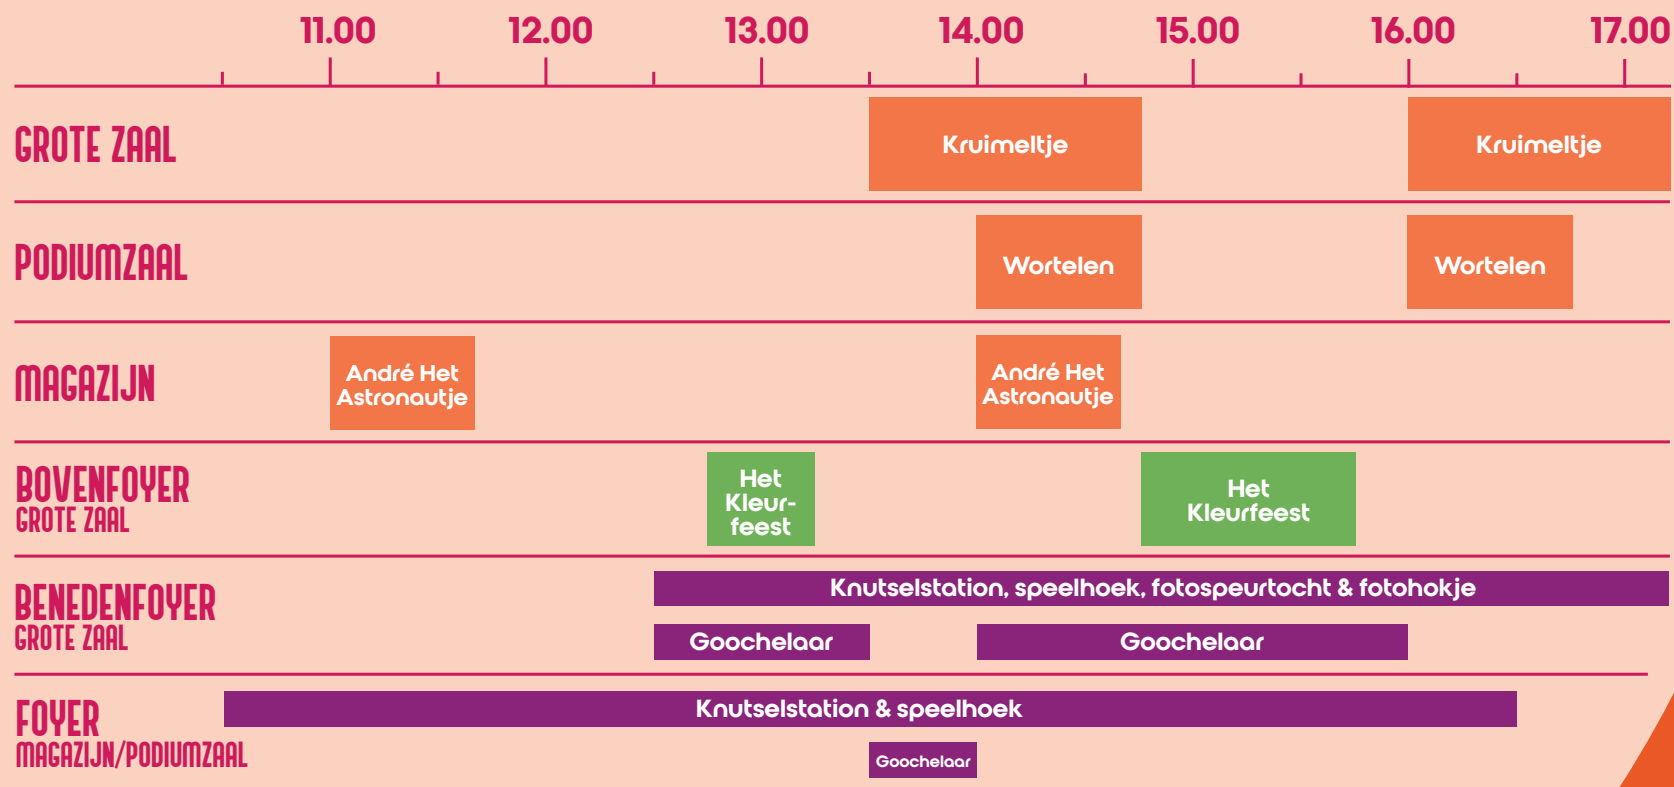 11.00 12.00 13.00 14.00 15.00 16.00 17.00
GROTE ZAAL
Kruimeltje
Kruimeltje
PODIUMZAAL
Wortelen
Wortelen
MAGAZIJN
André Het
Astronautje
André Het
Astronautje
BOVENFOYER
GROTE ZAAL
Het
Kleur-
feest
Het
Kleurfeest
BENEDENFOYER
GROTE ZAAL
Knutselstation, speelhoek, fotospeurtocht & fotohokje
Goochelaar
Goochelaar
FOYER
MAGAZIJN/PODIUMZAAL
Knutselstation & speelhoek
Goochelaar